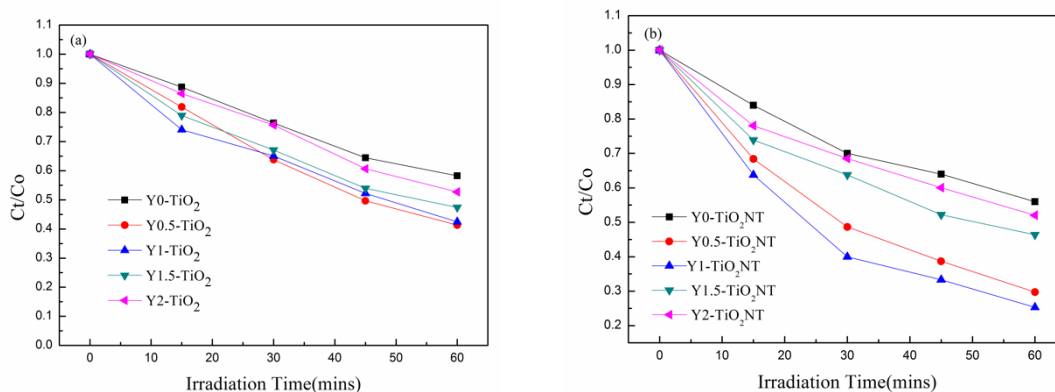 (a)
1.1
1.0
0.9
0.8
0.7
0.6
0.5
0.4
0.3
0.2
0.1
0.0
Ct/Co
Y0-TiO₂
Y0.5-TiO₂
Y1-TiO₂
Y1.5-TiO₂
Y2-TiO₂
0 10 20 30 40 50 60
Irradiation Time(mins)
(b)
1.1
1.0
0.9
0.8
0.7
0.6
0.5
0.4
0.3
0.2
Ct/Co
Y0-TiO₂NT
Y0.5-TiO₂NT
Y1-TiO₂NT
Y1.5-TiO₂NT
Y2-TiO₂NT
0 10 20 30 40 50 60
Irradiation Time(mins)